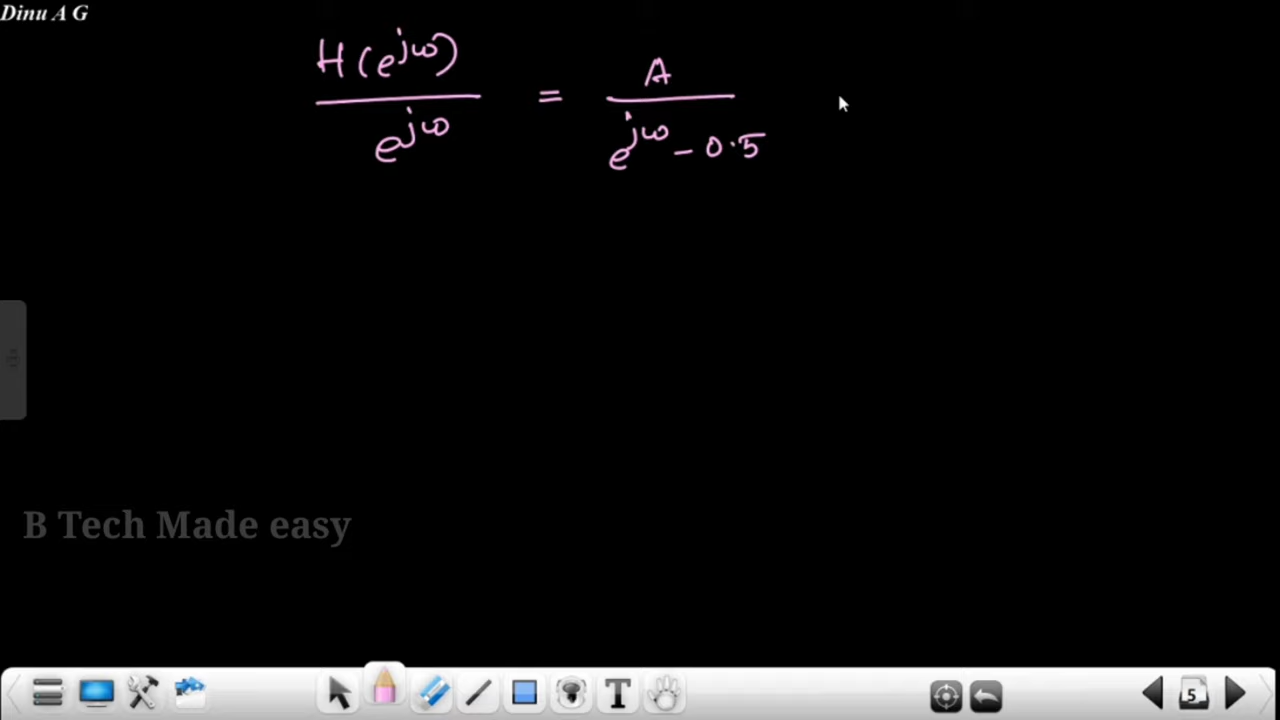 Dinu A G
H(e^jω) / e^jω = A / (e^jω - 0.5)
B Tech Made easy
T
5